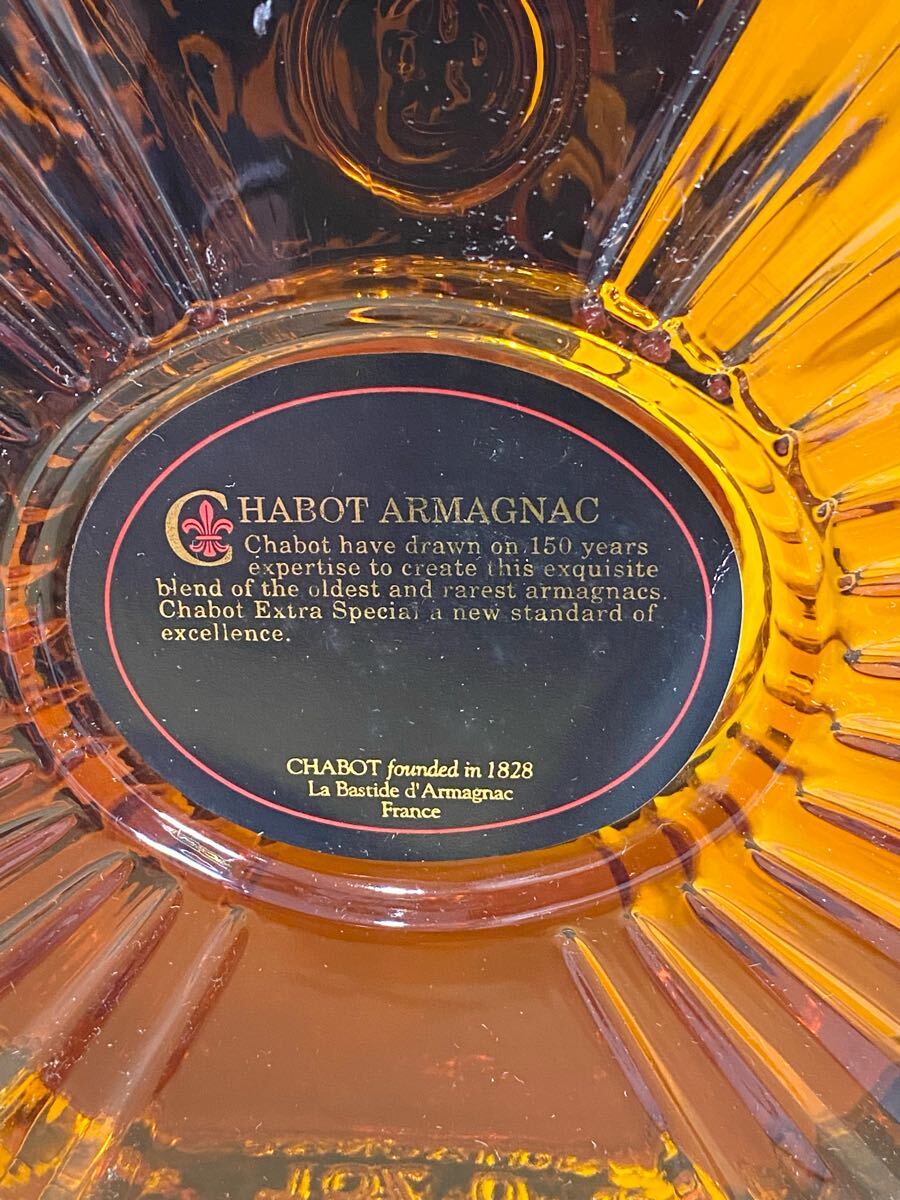 CHABOT ARMAGNAC
Chabot have drawn on 150 years
expertise to create this exquisite
blend of the oldest and rarest armagnacs.
Chabot Extra Special a new standard of
excellence.
CHABOT founded in 1828
La Bastide d'Armagnac
France